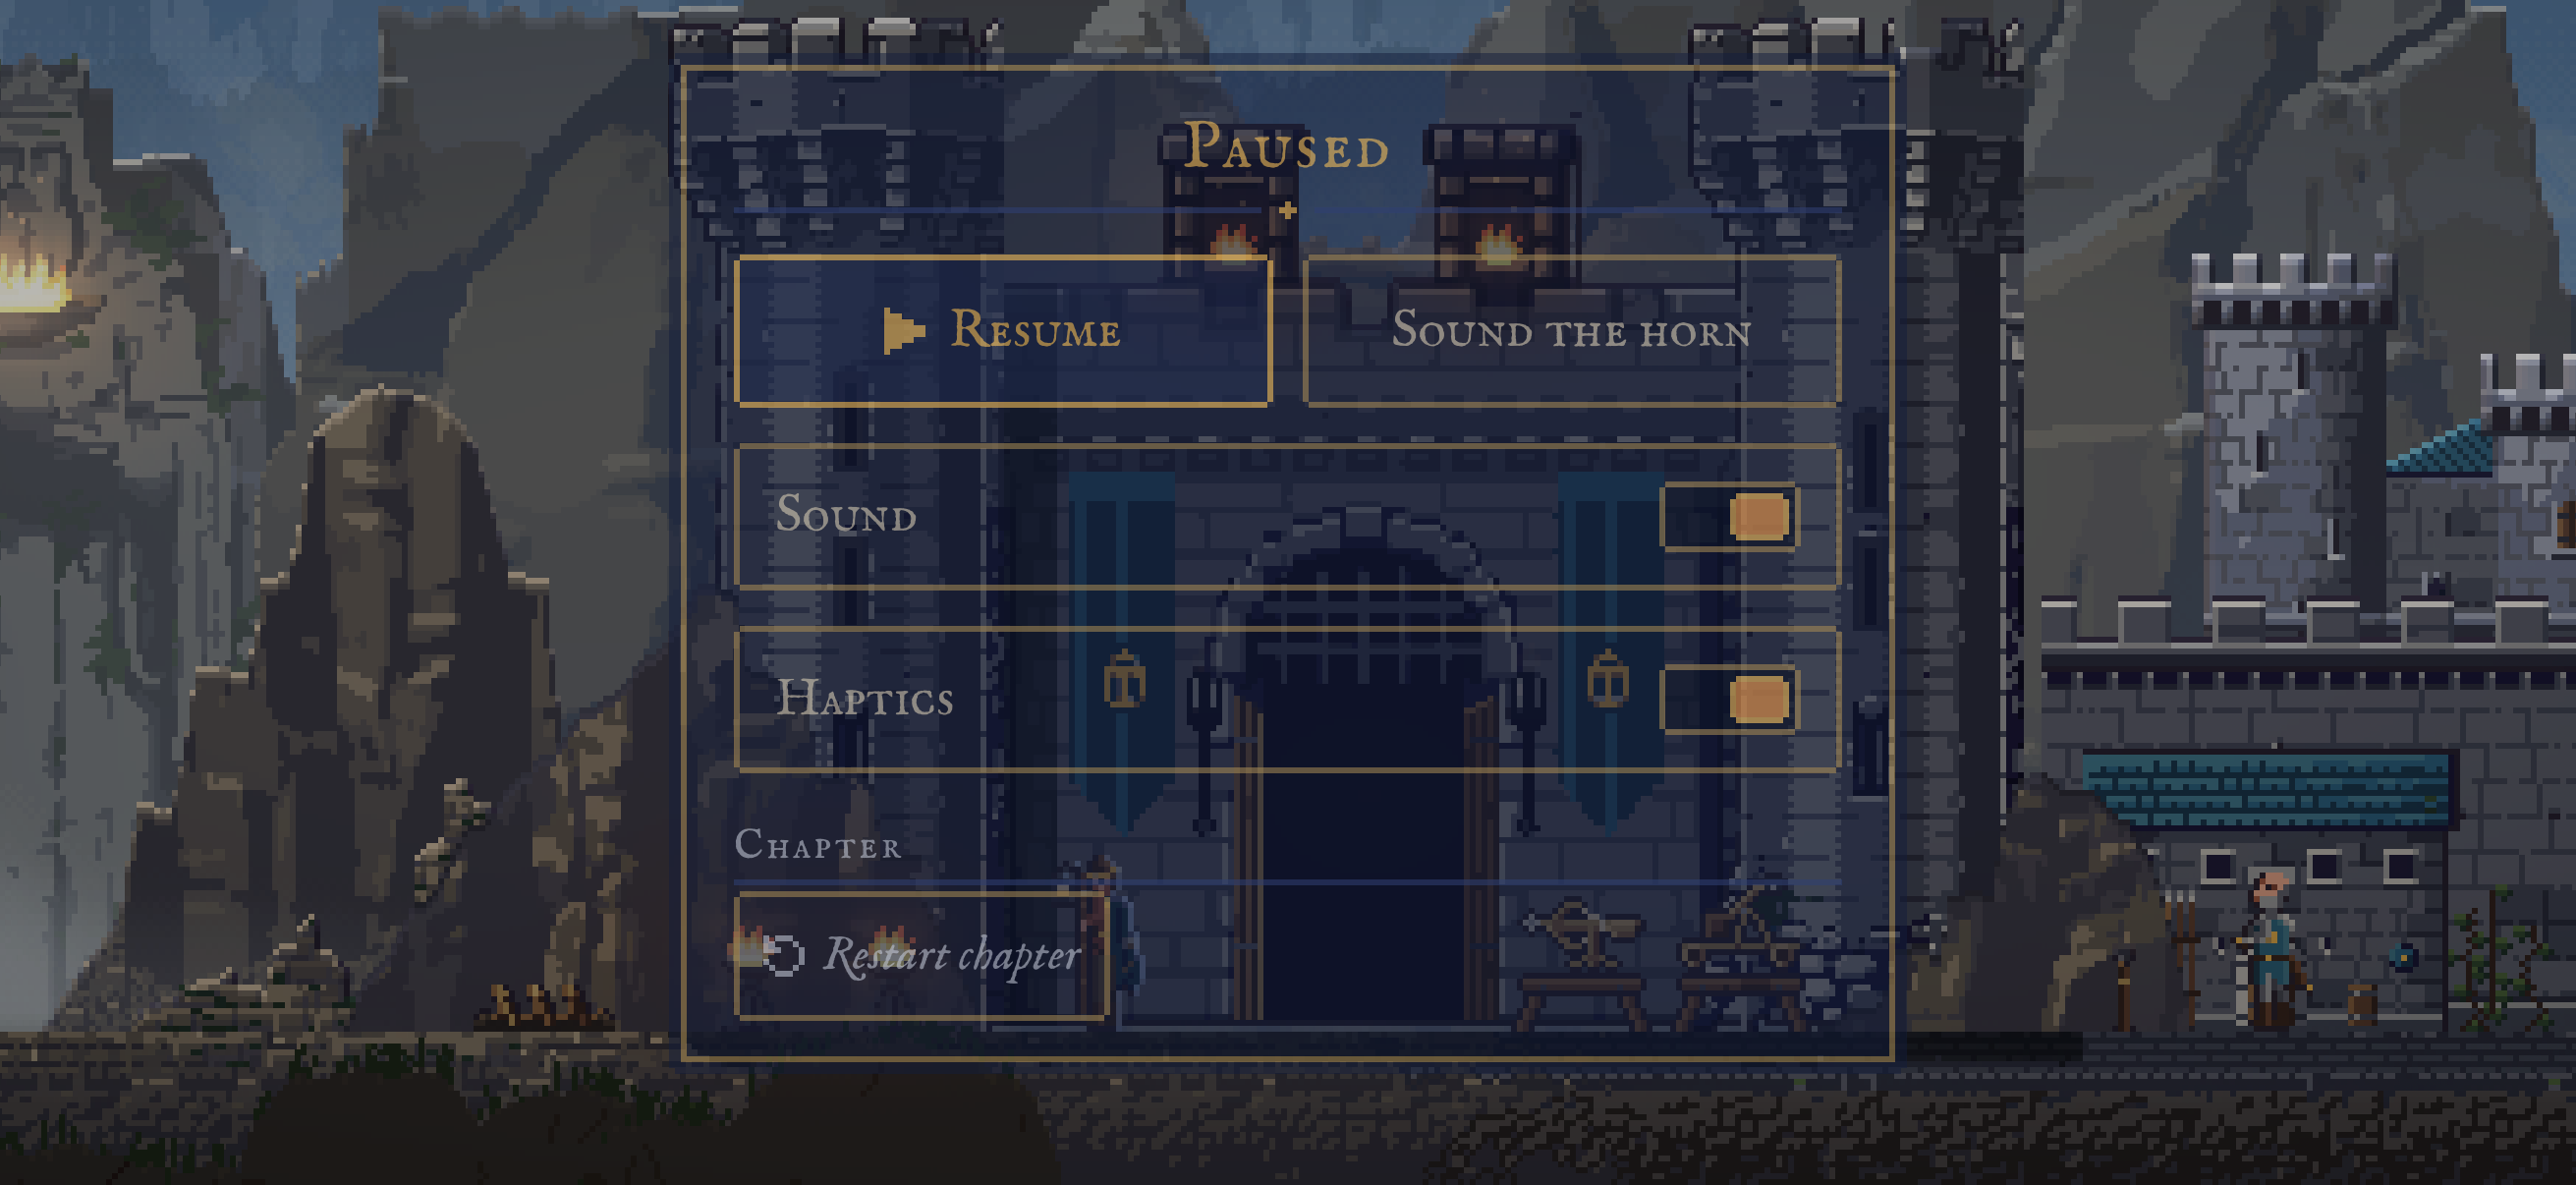 Paused
Resume
Sound the horn
Sound
Haptics
Chapter
Restart chapter